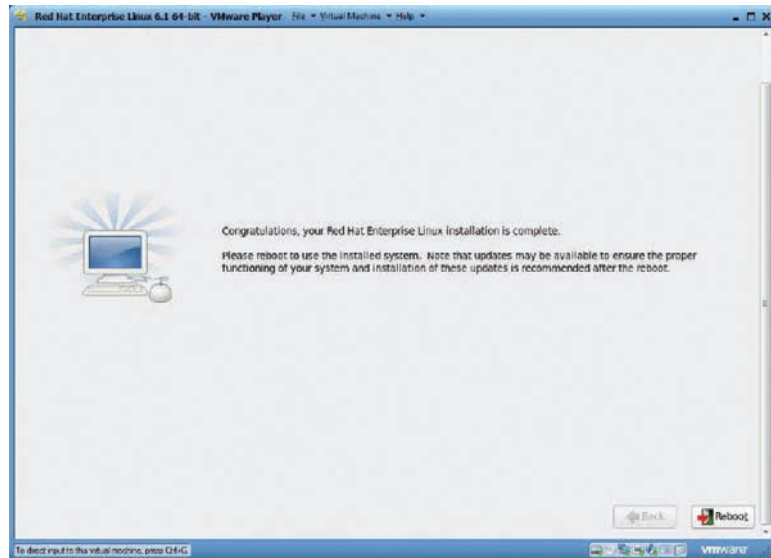 Red Hat Enterprise Linux 6.1 64-bit - VMware Player File Virtual Machine Help
Congratulations, your Red Hat Enterprise Linux installation is complete.
Please reboot to use the installed system. Note that updates may be available to ensure the proper
functioning of your system and installation of these updates is recommended after the reboot.
Back
Reboot
To direct input to this virtual machine, press Ctrl+G.
vmware